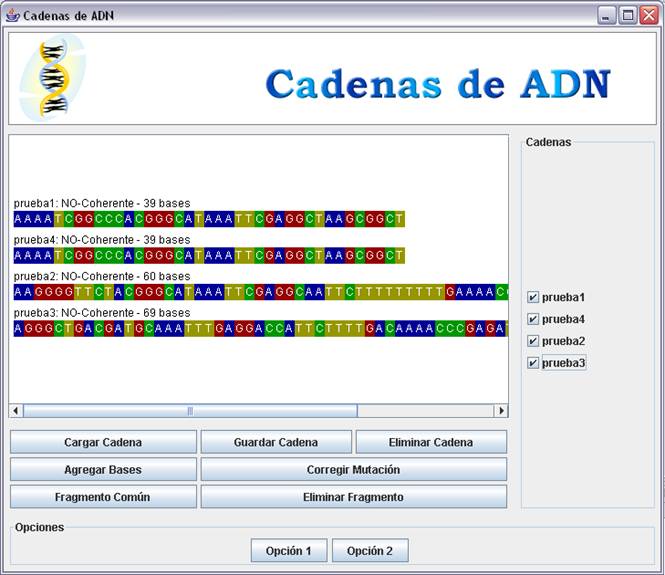 Cadenas de ADN
Cadenas de ADN
Cadenas
prueba1: NO-Coherente - 39 bases
AAAATCGGCCCACGGGCATAAATTCGAGGCTAAGCGGCT
prueba4: NO-Coherente - 39 bases
AAAATCGGCCCACGGGCATAAATTCGAGGCTAAGCGGCT
prueba2: NO-Coherente - 60 bases
AAGGGGTTCTACGGGCATAAATTCGAGGCAATTCTTTTTTTTTGAAAAC
prueba3: NO-Coherente - 69 bases
AGGGCTGACGATGCAAATTTGAGGACCATTCTTTTGACAAAACCCGAGA
prueba1
prueba4
prueba2
prueba3
Cargar Cadena Guardar Cadena Eliminar Cadena
Agregar Bases Corregir Mutación
Fragmento Común Eliminar Fragmento
Opciones
Opción 1 Opción 2